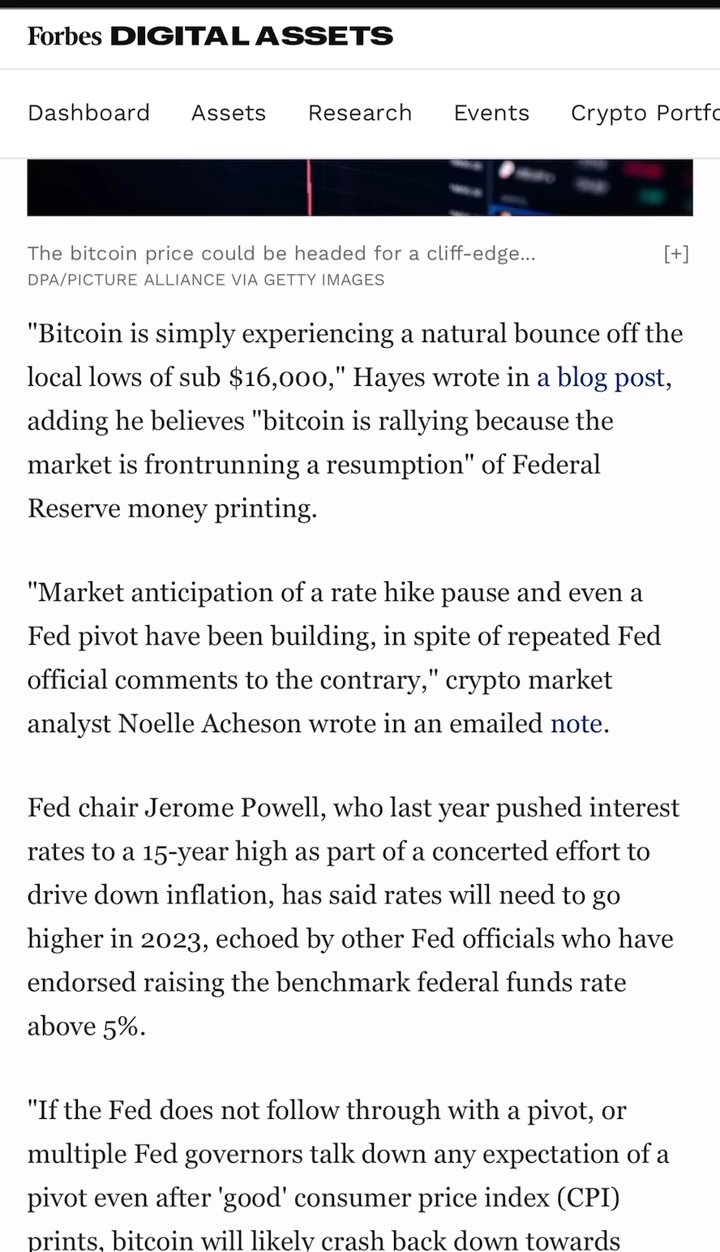 Forbes DIGITAL ASSETS
Dashboard Assets Research Events Crypto Portfo
The bitcoin price could be headed for a cliff-edge... [+]
DPA/PICTURE ALLIANCE VIA GETTY IMAGES
"Bitcoin is simply experiencing a natural bounce off the
local lows of sub $16,000," Hayes wrote in a blog post,
adding he believes "bitcoin is rallying because the
market is frontrunning a resumption" of Federal
Reserve money printing.
"Market anticipation of a rate hike pause and even a
Fed pivot have been building, in spite of repeated Fed
official comments to the contrary," crypto market
analyst Noelle Acheson wrote in an emailed note.
Fed chair Jerome Powell, who last year pushed interest
rates to a 15-year high as part of a concerted effort to
drive down inflation, has said rates will need to go
higher in 2023, echoed by other Fed officials who have
endorsed raising the benchmark federal funds rate
above 5%.
"If the Fed does not follow through with a pivot, or
multiple Fed governors talk down any expectation of a
pivot even after 'good' consumer price index (CPI)
prints, bitcoin will likely crash back down towards